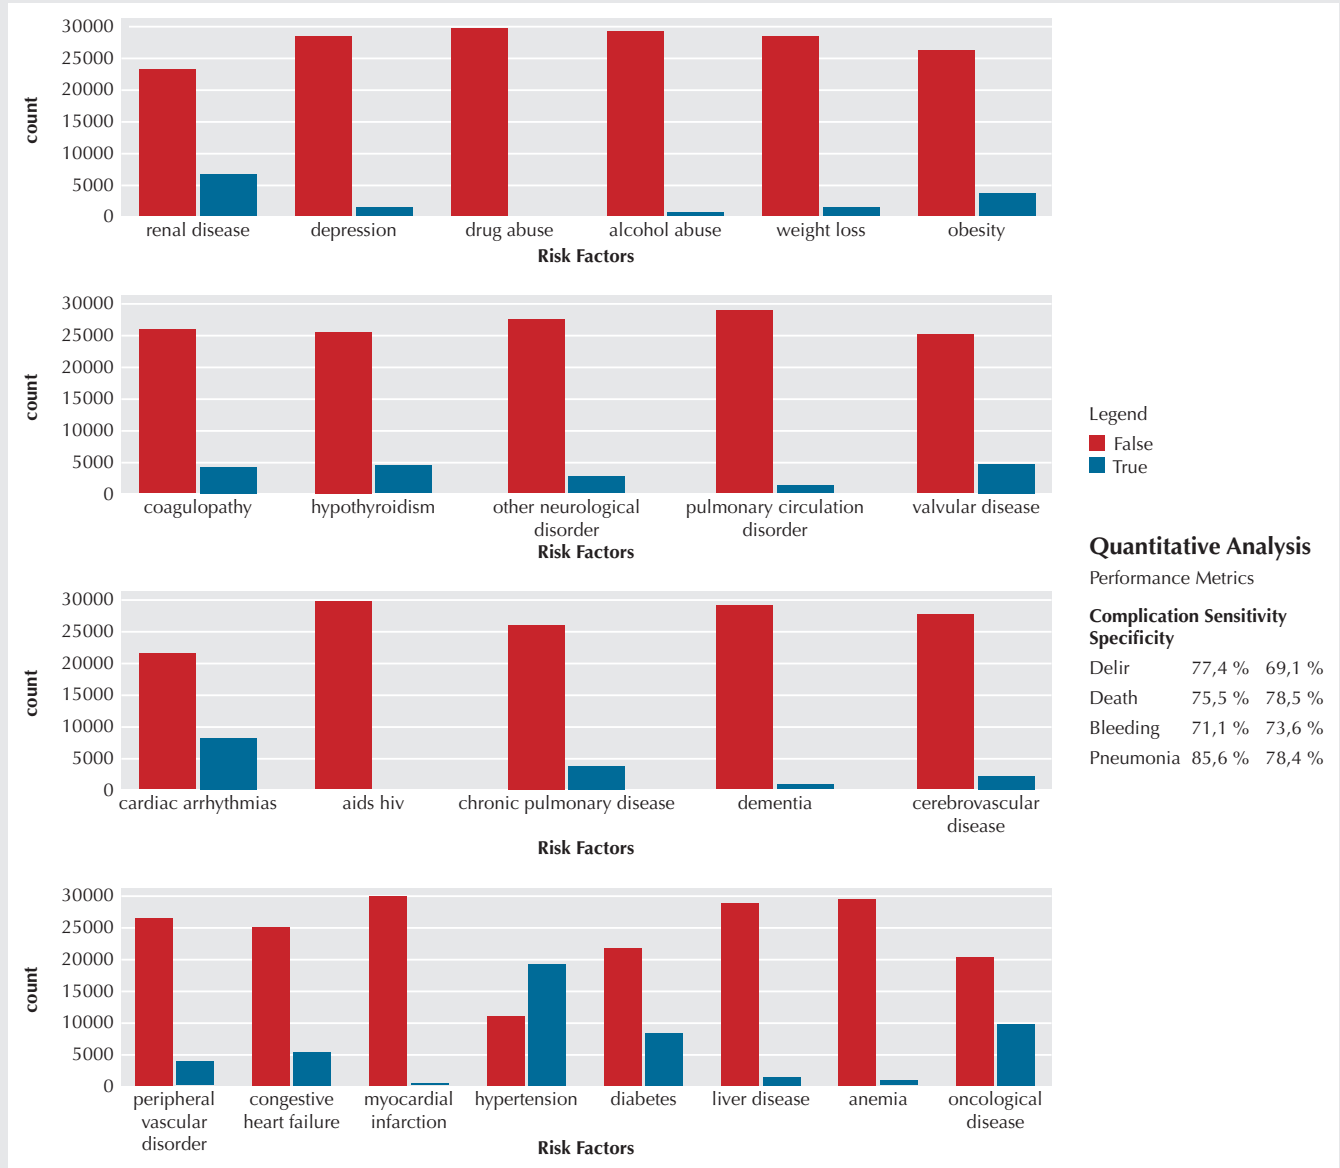 30000
25000
20000
15000
10000
5000
0
count
renal disease depression drug abuse alcohol abuse weight loss obesity
Risk Factors
30000
25000
20000
15000
10000
5000
0
count
coagulopathy hypothyroidism other neurological pulmonary circulation valvular disease
disorder disorder
Risk Factors
30000
25000
20000
15000
10000
5000
0
count
cardiac arrhythmias aids hiv chronic pulmonary disease dementia cerebrovascular
disease
Risk Factors
30000
25000
20000
15000
10000
5000
0
count
peripheral congestive myocardial hypertension diabetes liver disease anemia oncological
vascular heart failure infarction disease
disorder
Risk Factors
Legend
False
True
Quantitative Analysis
Performance Metrics
Complication Sensitivity
Specificity
Delir 77,4 % 69,1 %
Death 75,5 % 78,5 %
Bleeding 71,1 % 73,6 %
Pneumonia 85,6 % 78,4 %